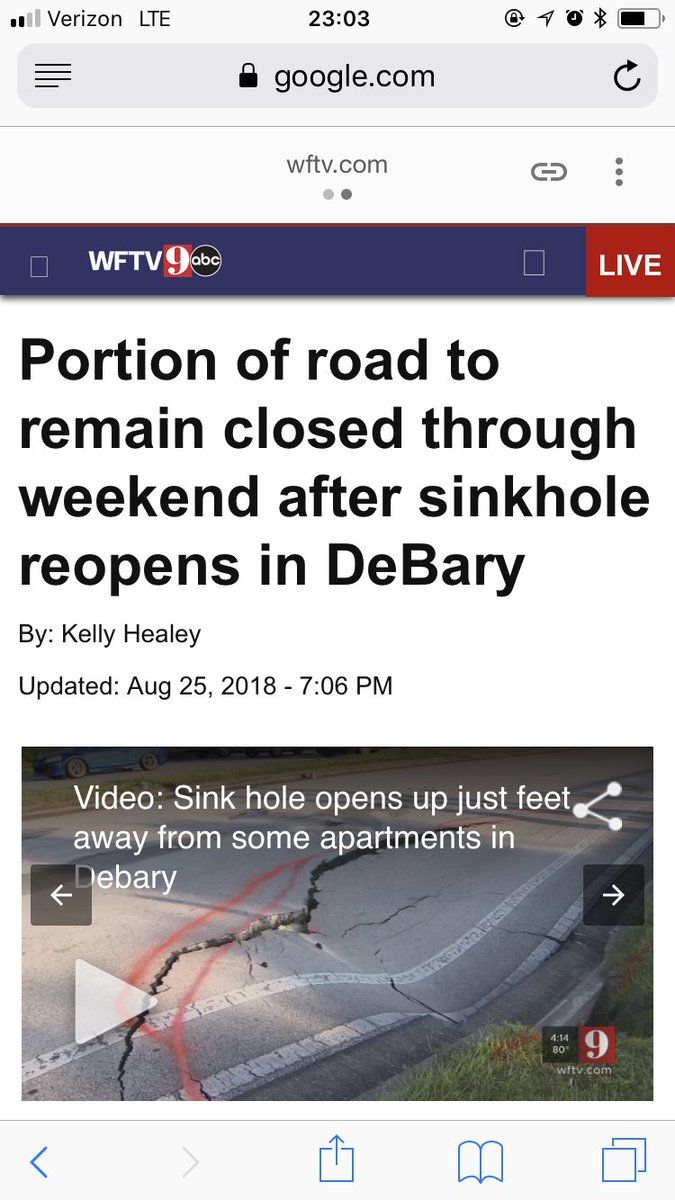 Verizon LTE 23:03
google.com
wftv.com
WFTV 9 abc LIVE
Portion of road to
remain closed through
weekend after sinkhole
reopens in DeBary
By: Kelly Healey
Updated: Aug 25, 2018 - 7:06 PM
Video: Sink hole opens up just feet
away from some apartments in
Debary
4:14
80°
9
wftv.com